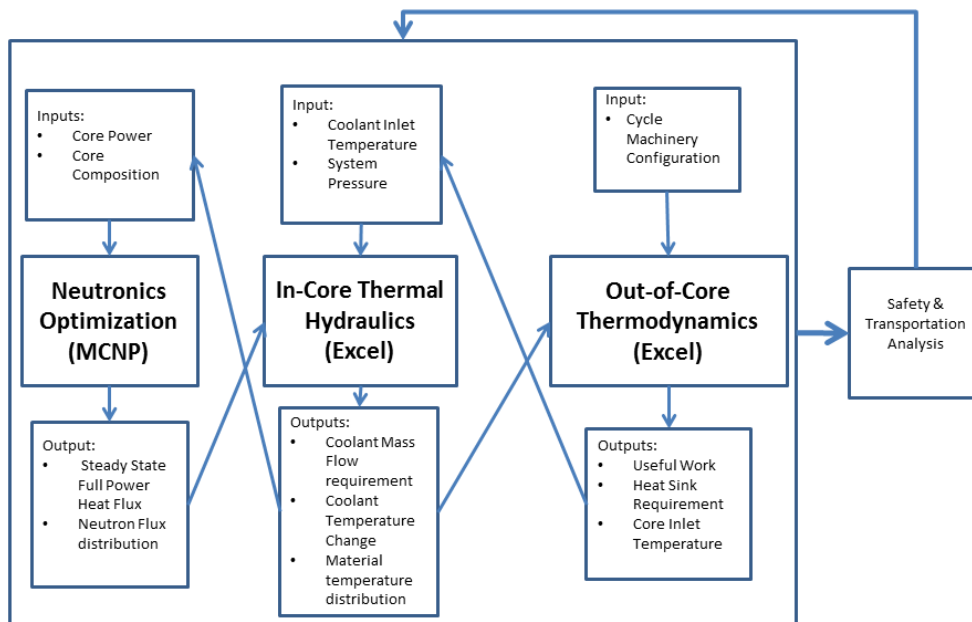 Inputs:
• Core Power
• Core
Composition
Neutronics
Optimization
(MCNP)
Output:
• Steady State
Full Power
Heat Flux
• Neutron Flux
distribution
Input:
• Coolant Inlet
Temperature
• System
Pressure
In-Core Thermal
Hydraulics
(Excel)
Outputs:
• Coolant Mass
Flow
requirement
• Coolant
Temperature
Change
• Material
temperature
distribution
Input:
• Cycle
Machinery
Configuration
Out-of-Core
Thermodynamics
(Excel)
Outputs:
• Useful Work
• Heat Sink
Requirement
• Core Inlet
Temperature
Safety &
Transportation
Analysis